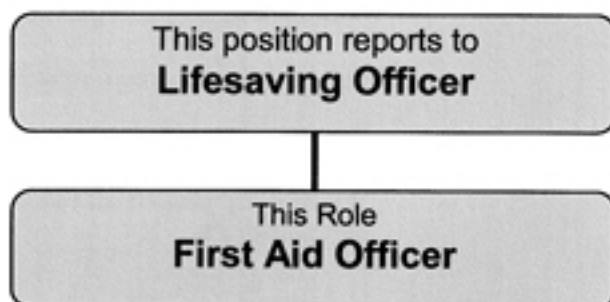 This position reports to
Lifesaving Officer
This Role
First Aid Officer